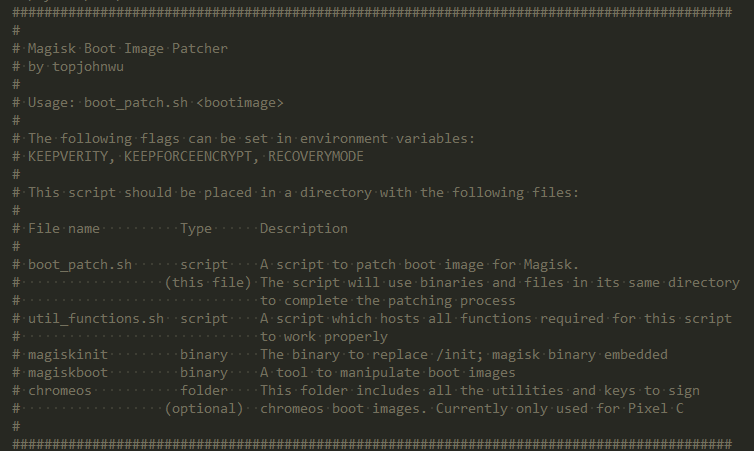 ##########################################################################################
#
# Magisk Boot Image Patcher
# by topjohnwu
#
# Usage: boot_patch.sh <bootimage>
#
# The following flags can be set in environment variables:
# KEEPVERITY, KEEPFORCEENCRYPT, RECOVERYMODE
#
# This script should be placed in a directory with the following files:
#
# File name          Type      Description
#
# boot_patch.sh      script    A script to patch boot image for Magisk.
#                  (this file) The script will use binaries and files in its same directory
#                              to complete the patching process
# util_functions.sh  script    A script which hosts all functions required for this script
#                              to work properly
# magiskinit         binary    The binary to replace /init; magisk binary embedded
# magiskboot         binary    A tool to manipulate boot images
# chromeos           folder    This folder includes all the utilities and keys to sign
#                  (optional)  chromeos boot images. Currently only used for Pixel C
#
##########################################################################################